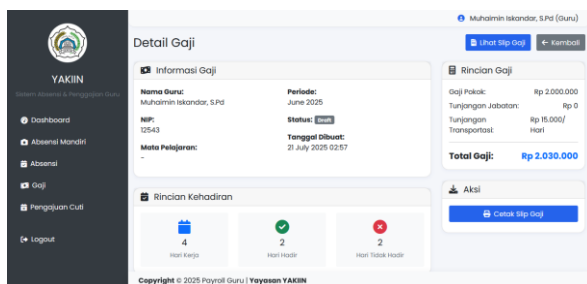 Muhaimin Iskandar, S.Pd (Guru)
YAKIIN
Sistem Absensi & Penggajian Guru
Dashboard
Absensi Mandiri
Absensi
Gaji
Pengajuan Cuti
Logout
Detail Gaji
Lihat Slip Gaji
← Kembali
Informasi Gaji
Nama Guru:
Muhaimin Iskandar, S.Pd
NIP:
12543
Mata Pelajaran:
-
Periode:
June 2025
Status: Draft
Tanggal Dibuat:
21 July 2025 02:57
Rincian Gaji
Gaji Pokok: Rp 2.000.000
Tunjangan Jabatan: Rp 0
Tunjangan Rp 15.000/
Transportasi: Hari
Total Gaji: Rp 2.030.000
Rincian Kehadiran
4
Hari Kerja
2
Hari Hadir
2
Hari Tidak Hadir
Aksi
Cetak Slip Gaji
Copyright © 2025 Payroll Guru | Yayasan YAKIIN